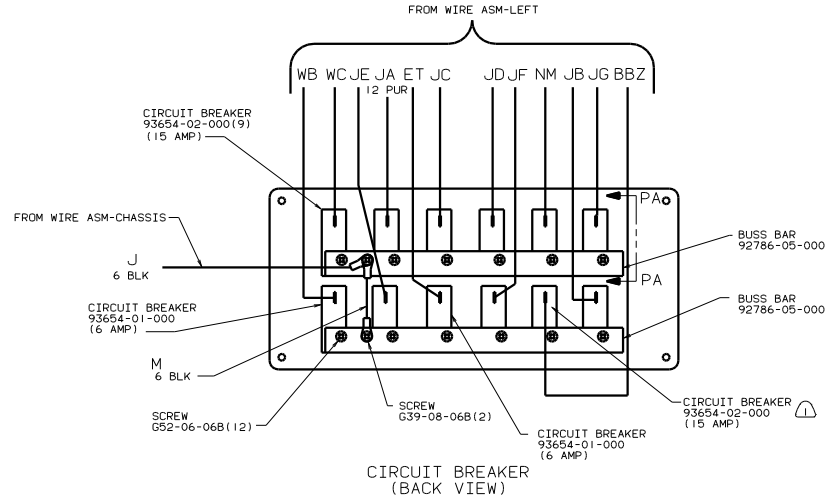 FROM WIRE ASM-LEFT
WB WC JE JA ET JC JD JF NM JB JG BBZ
12 PUR
CIRCUIT BREAKER
93654-02-000(9)
(15 AMP)
PA
FROM WIRE ASM-CHASSIS
BUSS BAR
92786-05-000
J
6 BLK
PA
CIRCUIT BREAKER
93654-01-000
(6 AMP)
BUSS BAR
92786-05-000
M
6 BLK
SCREW
G52-06-06B(12)
SCREW
G39-08-06B(2)
CIRCUIT BREAKER
93654-02-000
(15 AMP)
1
CIRCUIT BREAKER
93654-01-000
(6 AMP)
CIRCUIT BREAKER
(BACK VIEW)